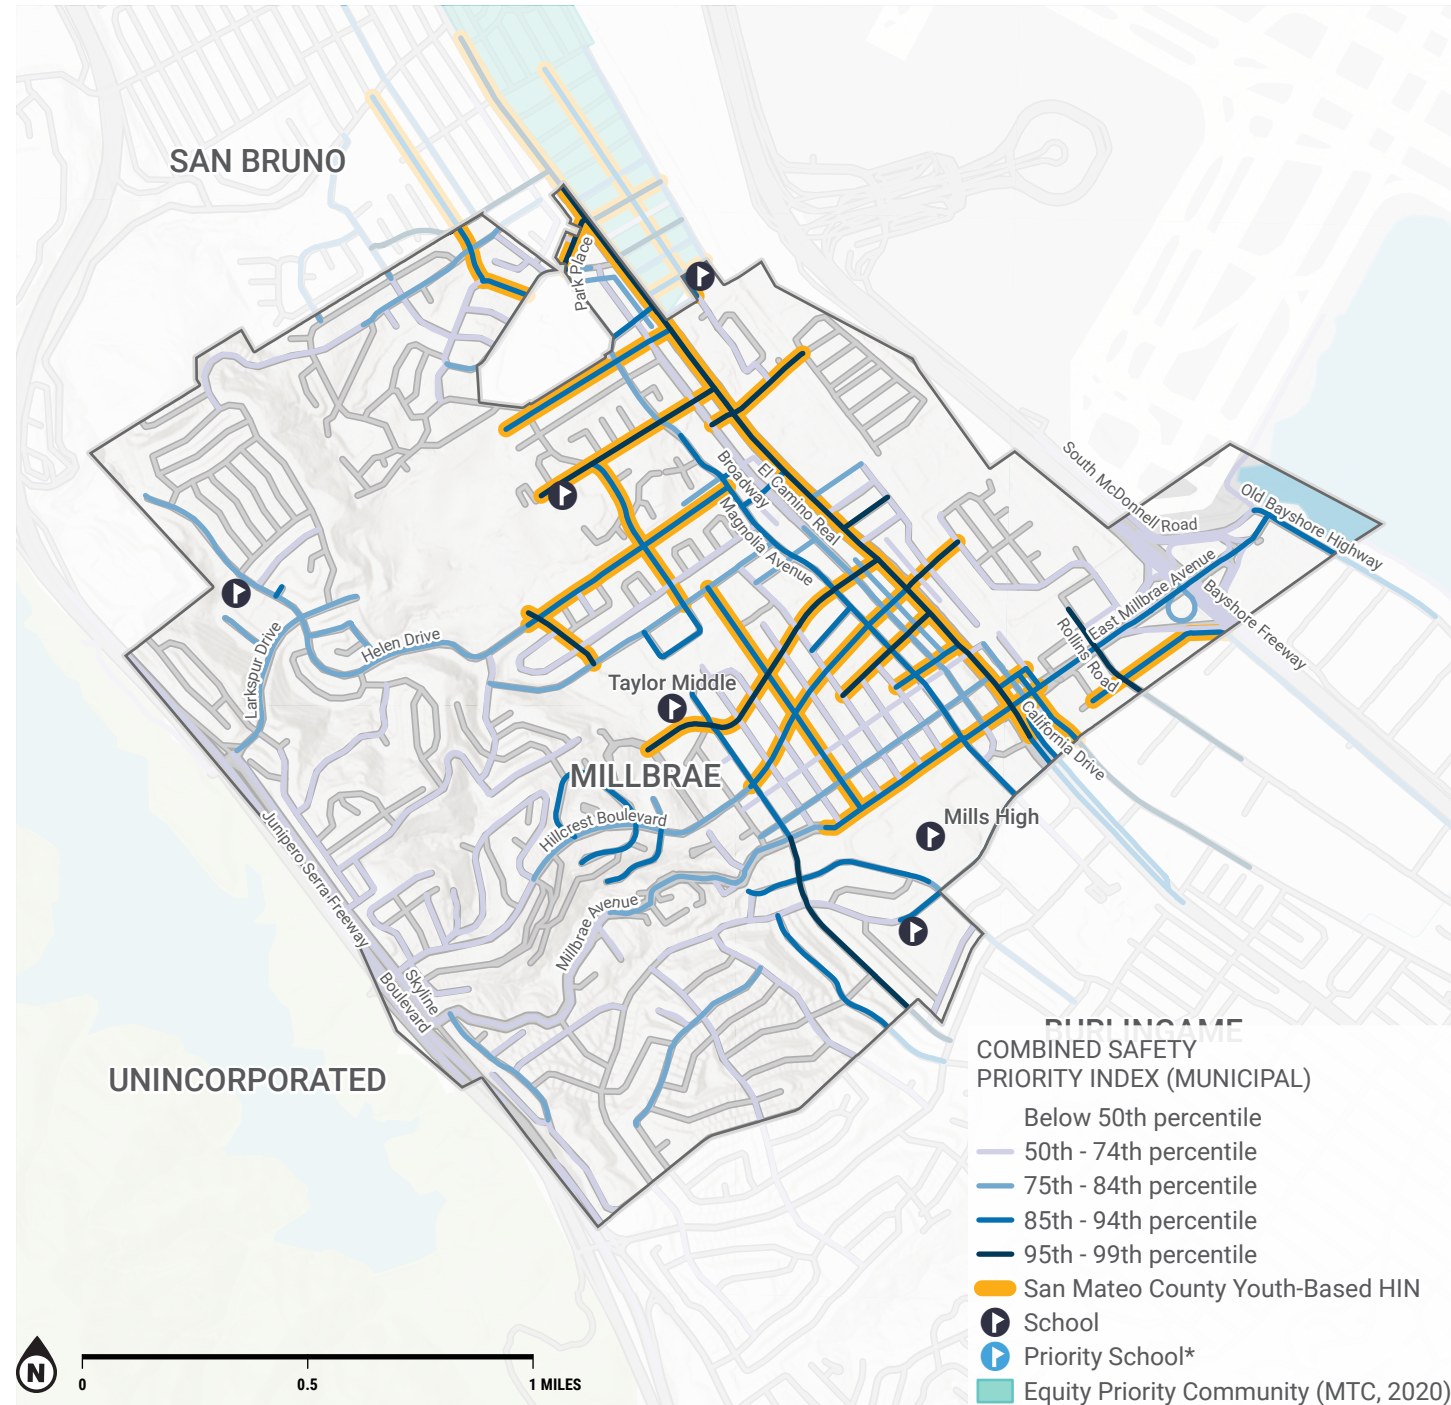 SAN BRUNO
Park Place
South McDonnell Road
Old Bayshore Highway
Broadway
El Camino Real
Magnolia Avenue
East Millbrae Avenue
Bayshore Freeway
Rollins Road
Helen Drive
Larkspur Drive
Taylor Middle
California Drive
MILLBRAE
Mills High
Hillcrest Boulevard
Junipero Serra Freeway
Millbrae Avenue
Skyline
Boulevard
BURLINGAME
UNINCORPORATED
COMBINED SAFETY
PRIORITY INDEX (MUNICIPAL)
Below 50th percentile
50th - 74th percentile
75th - 84th percentile
85th - 94th percentile
95th - 99th percentile
San Mateo County Youth-Based HIN
School
Priority School*
Equity Priority Community (MTC, 2020)
N
0 0.5 1 MILES